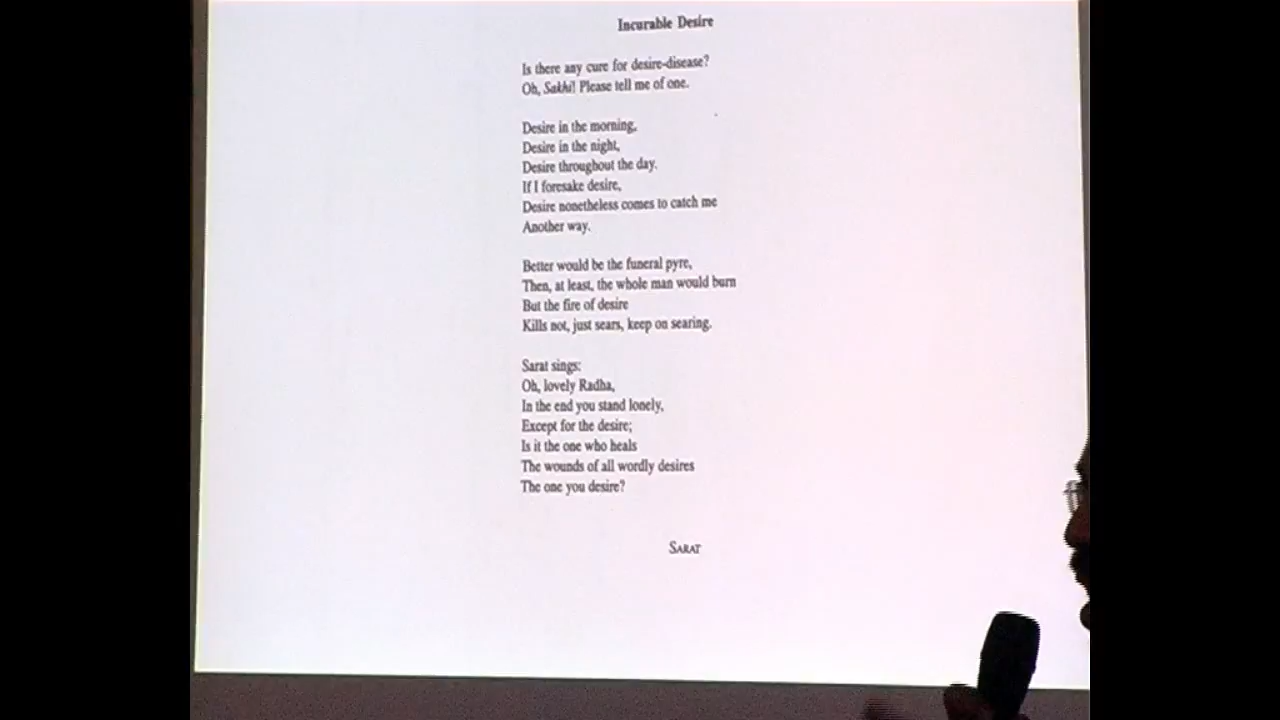 Incurable Desire
Is there any cure for desire-disease?
Oh, Sakhi! Please tell me of one.
Desire in the morning,
Desire in the night,
Desire throughout the day.
If I foresake desire,
Desire nonetheless comes to catch me
Another way.
Better would be the funeral pyre,
Then, at least, the whole man would burn
But the fire of desire
Kills not, just sears, keep on searing.
Sarat sings:
Oh, lovely Radha,
In the end you stand lonely,
Except for the desire;
Is it the one who heals
The wounds of all wordly desires
The one you desire?
SARAT